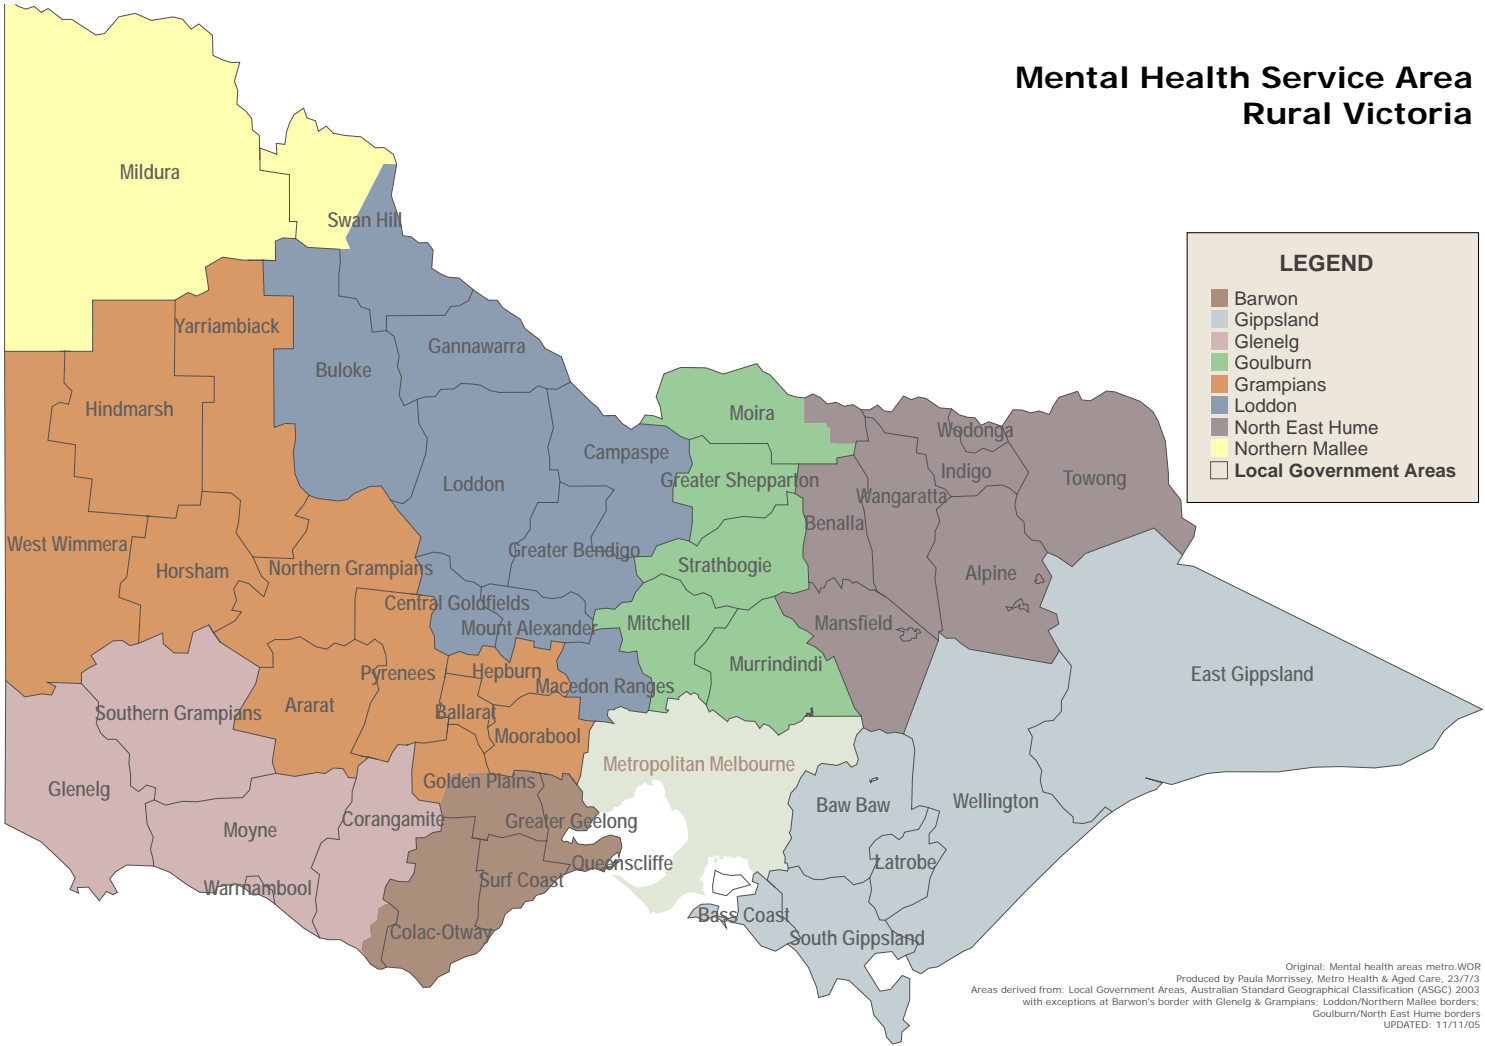 Mental Health Service Area
Rural Victoria
Mildura
Swan Hill
LEGEND
Barwon
Gippsland
Glenelg
Goulburn
Grampians
Loddon
North East Hume
Northern Mallee
Local Government Areas
Yarriambiack
Gannawarra
Buloke
Hindmarsh
Moira
Wodonga
Campaspe
Indigo
Loddon
Greater Shepparton
Towong
Wangaratta
Benalla
West Wimmera
Greater Bendigo
Horsham
Northern Grampians
Strathbogie
Alpine
Central Goldfields
Mount Alexander
Mitchell
Mansfield
Pyrenees
Hepburn
Murrindindi
East Gippsland
Macedon Ranges
Ararat
Southern Grampians
Ballarat
Moorabool
Metropolitan Melbourne
Golden Plains
Glenelg
Wellington
Baw Baw
Corangamite
Greater Geelong
Moyne
Queenscliffe
Latrobe
Surf Coast
Warrnambool
Bass Coast
Colac-Otway
South Gippsland
Original: Mental health areas metro.WOR
Produced by Paula Morrissey, Metro Health & Aged Care, 23/7/3
Areas derived from: Local Government Areas, Australian Standard Geographical Classification (ASGC) 2003
with exceptions at Barwon's border with Glenelg & Grampians; Loddon/Northern Mallee borders;
Goulburn/North East Hume borders
UPDATED: 11/11/05